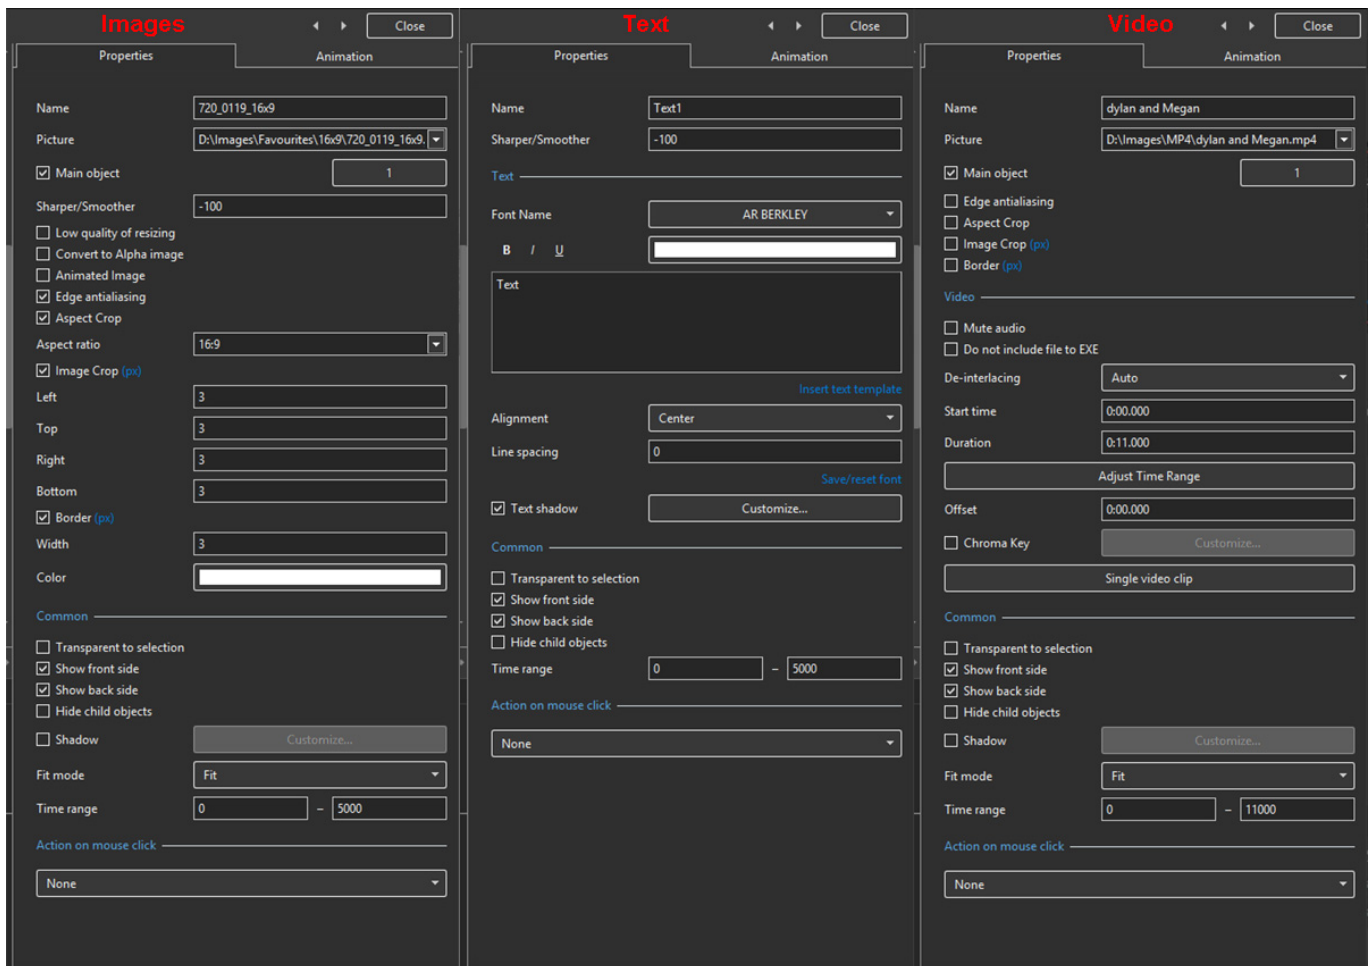 Images
Close
Properties
Animation
Name
720_0119_16x9
Picture
D:\Images\Favourites\16x9\720_0119_16x9.
Main object
1
Sharper/Smoother
-100
Low quality of resizing
Convert to Alpha image
Animated Image
Edge antialiasing
Aspect Crop
Aspect ratio
16:9
Image Crop (px)
Left
3
Top
3
Right
3
Bottom
3
Border (px)
Width
3
Color
Common
Transparent to selection
Show front side
Show back side
Hide child objects
Shadow
Customize...
Fit mode
Fit
Time range
0 – 5000
Action on mouse click
None
Text
Close
Properties
Animation
Name
Text1
Sharper/Smoother
-100
Text
Font Name
AR BERKLEY
B I U
Text
Insert text template
Alignment
Center
Line spacing
0
Save/reset font
Text shadow
Customize...
Common
Transparent to selection
Show front side
Show back side
Hide child objects
Time range
0 – 5000
Action on mouse click
None
Video
Close
Properties
Animation
Name
dylan and Megan
Picture
D:\Images\MP4\dylan and Megan.mp4
Main object
1
Edge antialiasing
Aspect Crop
Image Crop (px)
Border (px)
Video
Mute audio
Do not include file to EXE
De-interlacing
Auto
Start time
0:00.000
Duration
0:11.000
Adjust Time Range
Offset
0:00.000
Chroma Key
Customize...
Single video clip
Common
Transparent to selection
Show front side
Show back side
Hide child objects
Shadow
Customize...
Fit mode
Fit
Time range
0 – 11000
Action on mouse click
None